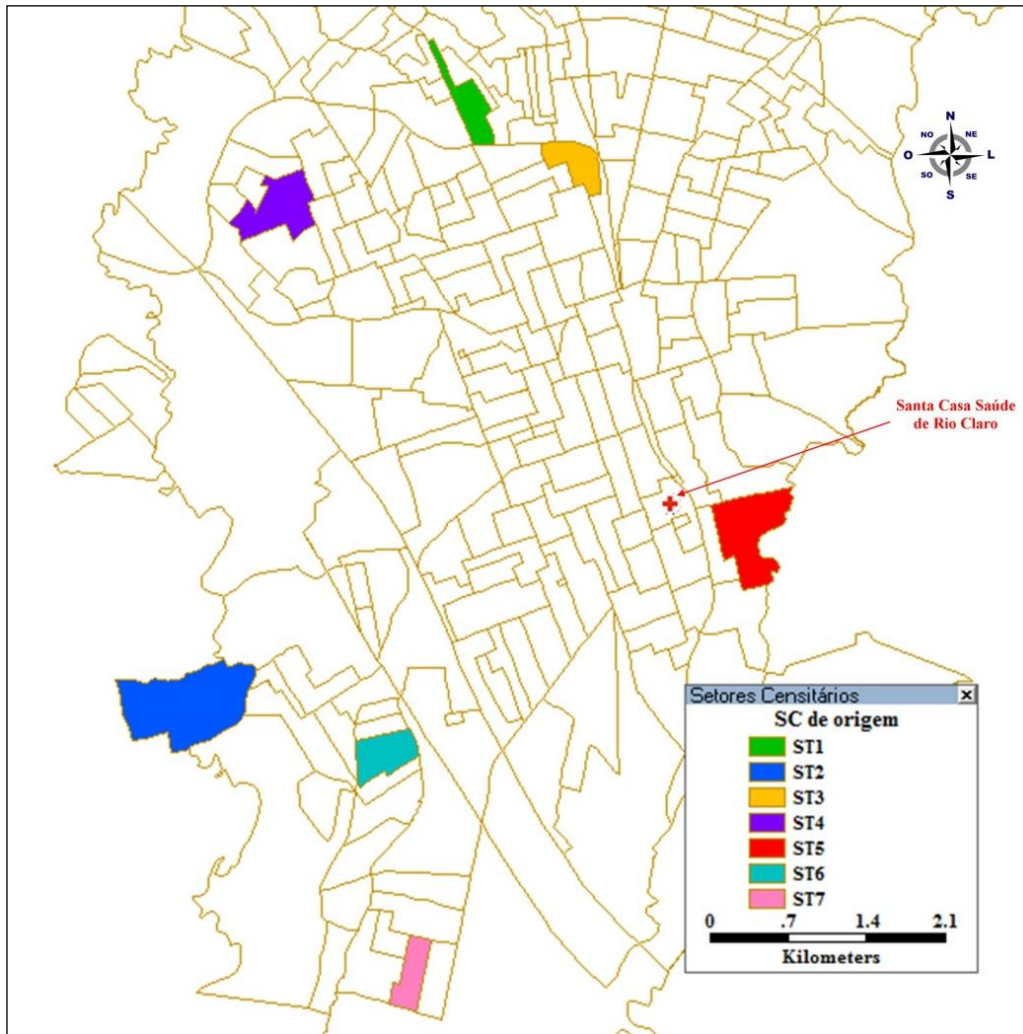 N
NO
NE
O
L
SO
SE
S
Santa Casa Saúde
de Rio Claro
Setores Censitários
SC de origem
ST1
ST2
ST3
ST4
ST5
ST6
ST7
0 .7 1.4 2.1
Kilometers